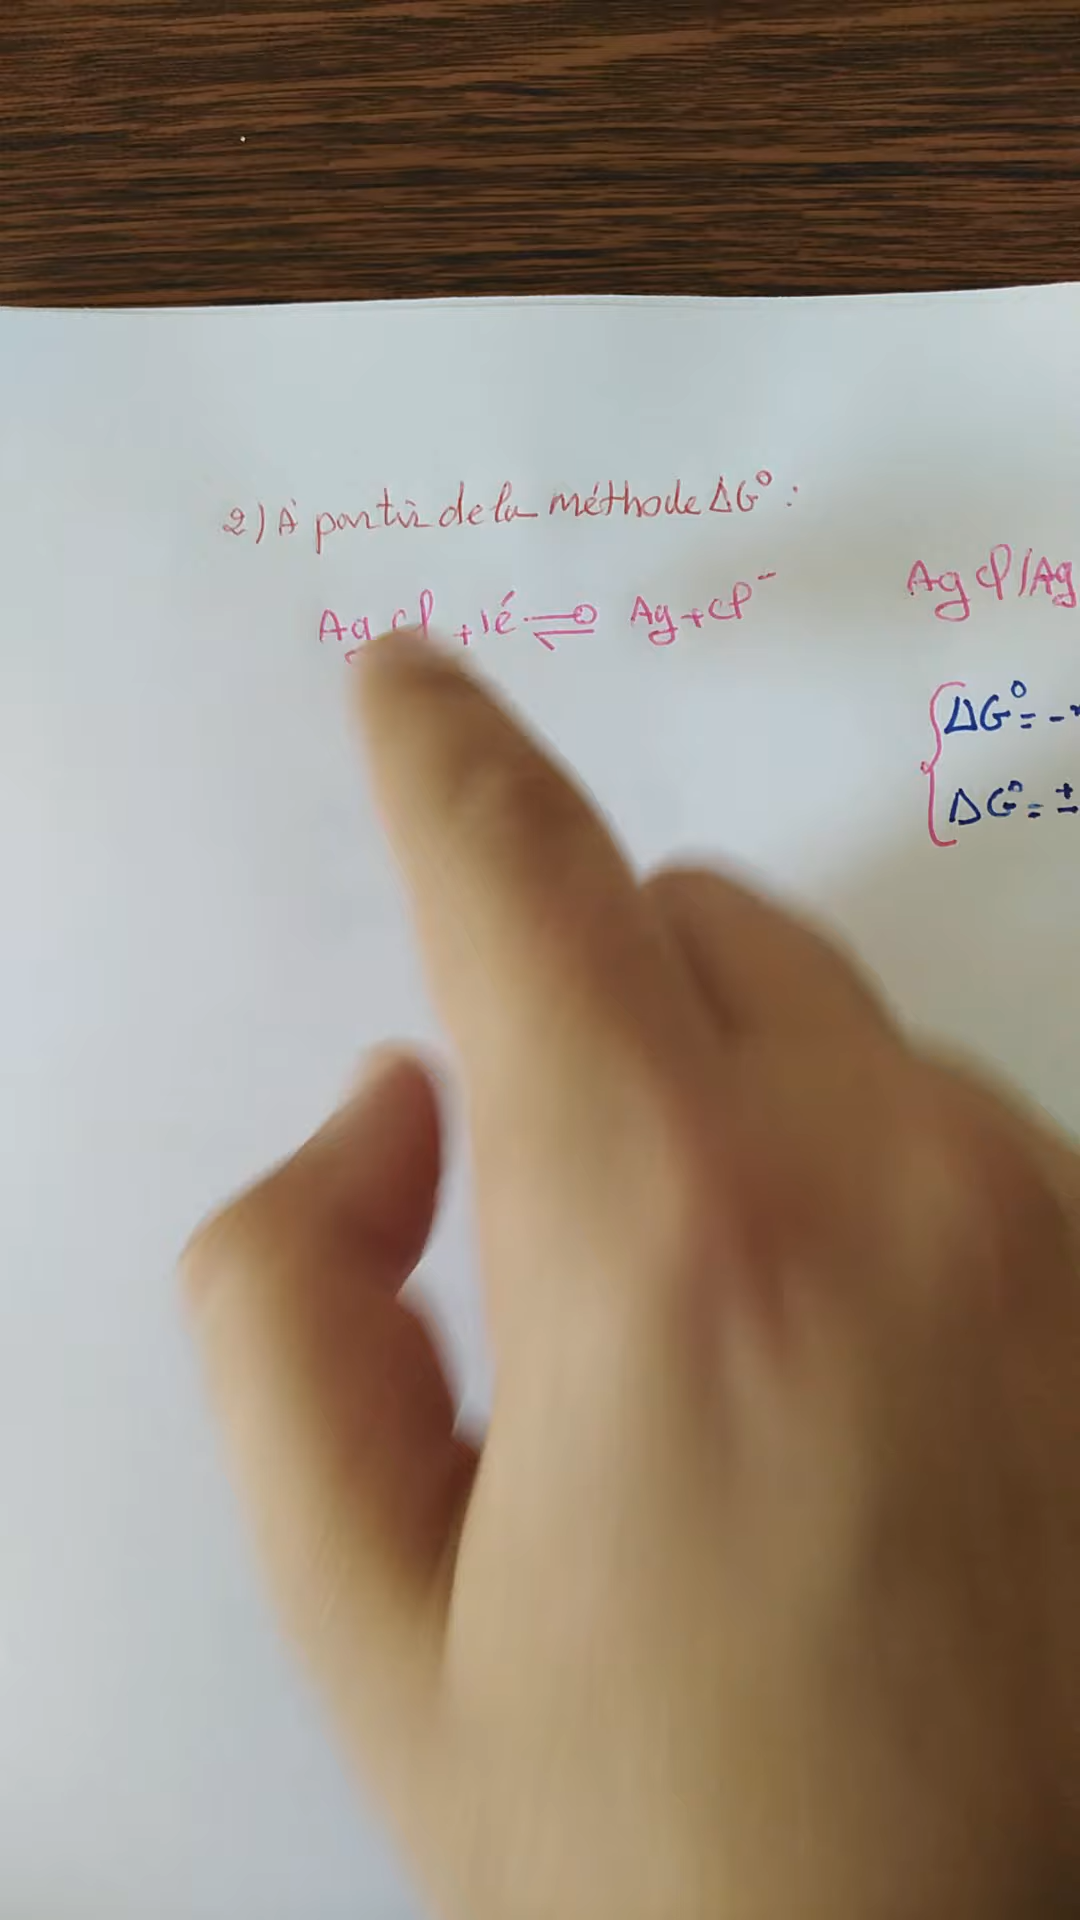 2) À partir de la méthode ΔG° :
AgCl + 1é ⇌ Ag + Cl⁻
AgCl/Ag
ΔG° = -
ΔG° = ±